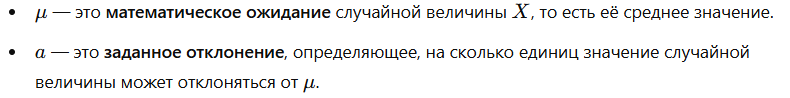 • μ — это математическое ожидание случайной величины X, то есть её среднее значение.
• a — это заданное отклонение, определяющее, на сколько единиц значение случайной
величины может отклоняться от μ.